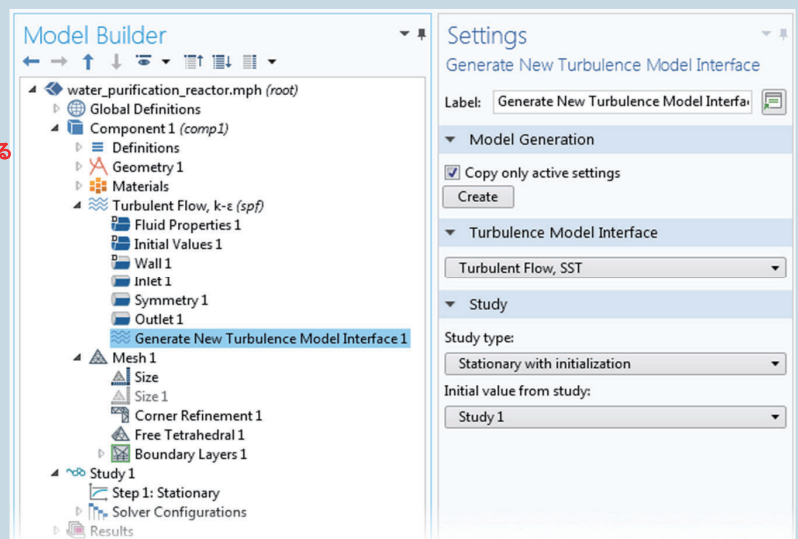 Model Builder
water_purification_reactor.mph (root)
Global Definitions
Component 1 (comp1)
Definitions
Geometry 1
Materials
Turbulent Flow, k-ε (spf)
Fluid Properties 1
Initial Values 1
Wall 1
Inlet 1
Symmetry 1
Outlet 1
Generate New Turbulence Model Interface 1
Mesh 1
Size
Size 1
Corner Refinement 1
Free Tetrahedral 1
Boundary Layers 1
Study 1
Step 1: Stationary
Solver Configurations
Results
る
Settings
Generate New Turbulence Model Interface
Label: Generate New Turbulence Model Interfa
Model Generation
Copy only active settings
Create
Turbulence Model Interface
Turbulent Flow, SST
Study
Study type:
Stationary with initialization
Initial value from study:
Study 1